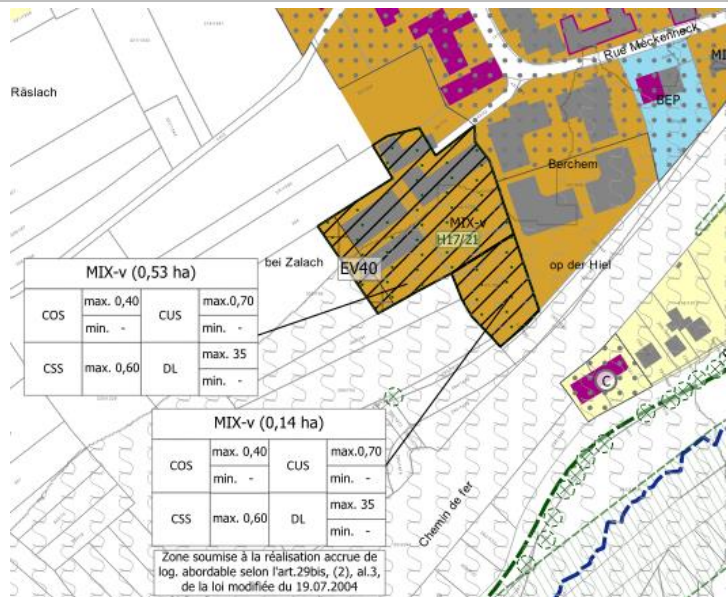 Räslach
Rue Meckenheck
BEP
MI
Berchem
MIX-v
H17/21
bei Zalach
EV40
op der Hiel
MIX-v (0,53 ha)
COS max. 0,40 CUS max.0,70
min. - min. -
CSS max. 0,60 DL max. 35
min. -
C
MIX-v (0,14 ha)
COS max. 0,40 CUS max.0,70
min. - min. -
CSS max. 0,60 DL max. 35
min. -
Chemin de fer
Zone soumise à la réalisation accrue de
log. abordable selon l'art.29bis, (2), al.3,
de la loi modifiée du 19.07.2004